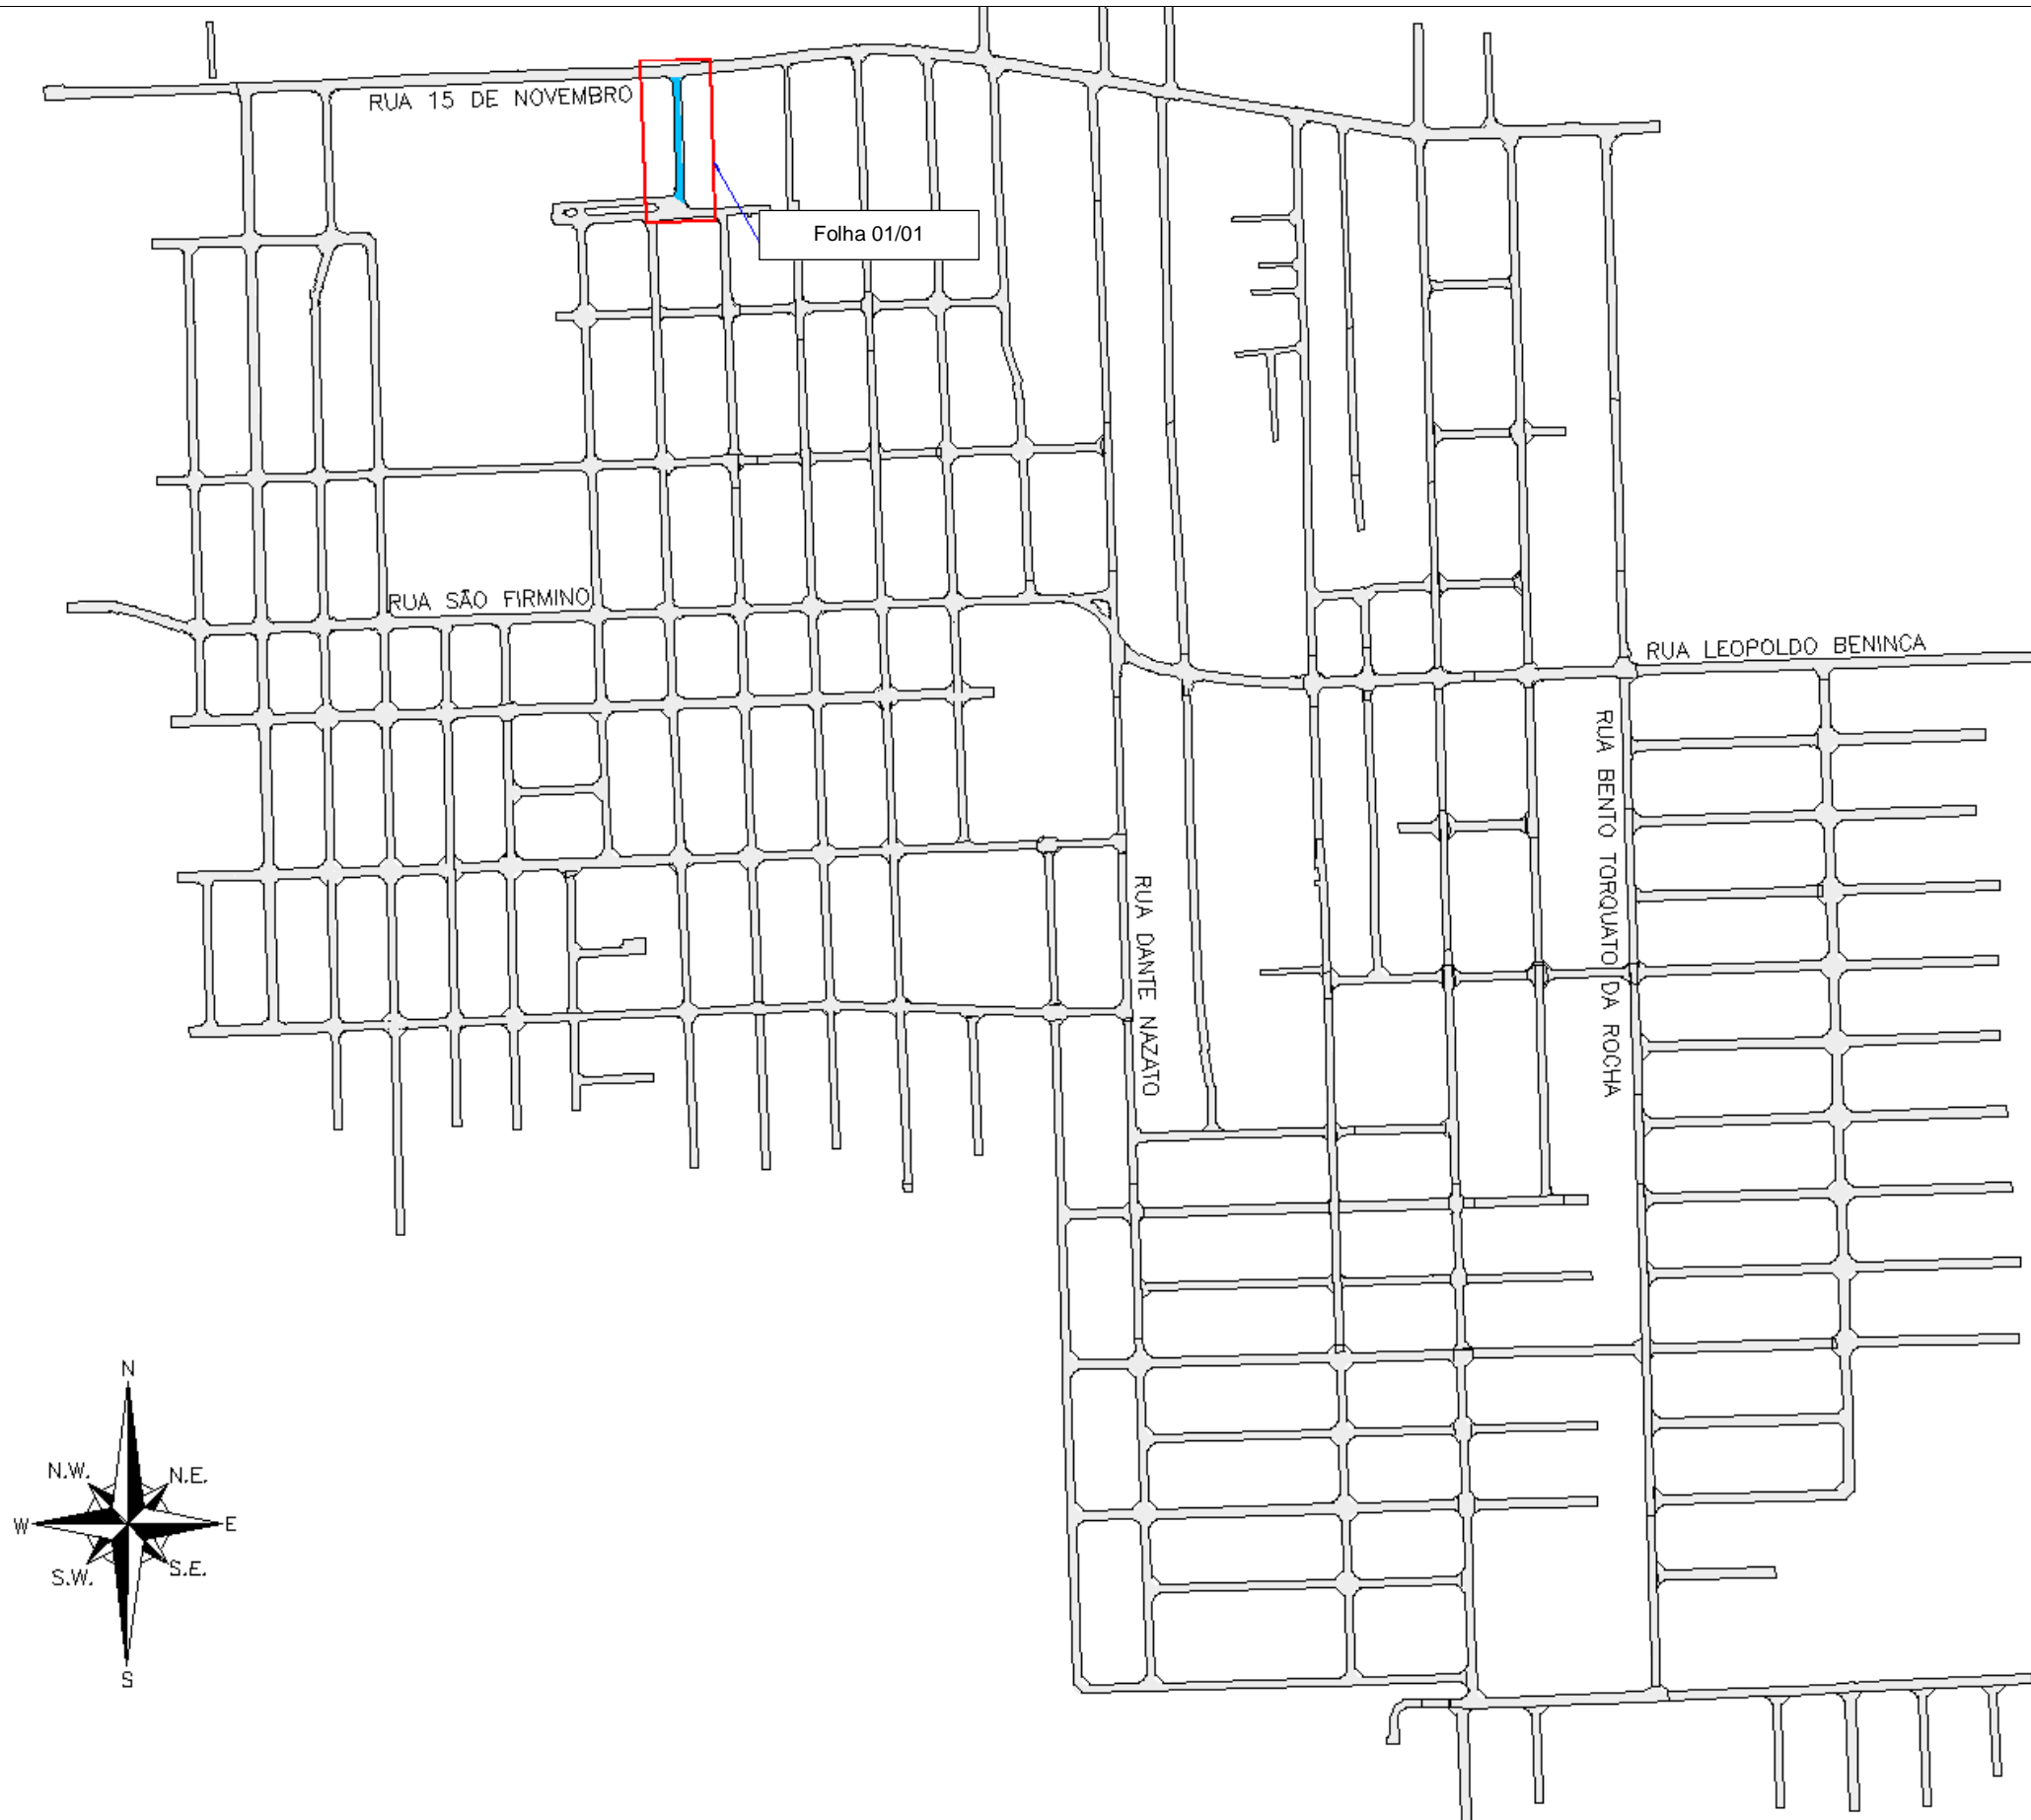 RUA 15 DE NOVEMBRO
Folha 01/01
RUA SÃO FIRMINO
RUA LEOPOLDO BENINCA
RUA BENTO TORQUATO DA ROCHA
RUA DANTE NAZATO
N
N.W.
N.E.
W
E
S.W.
S.E.
S